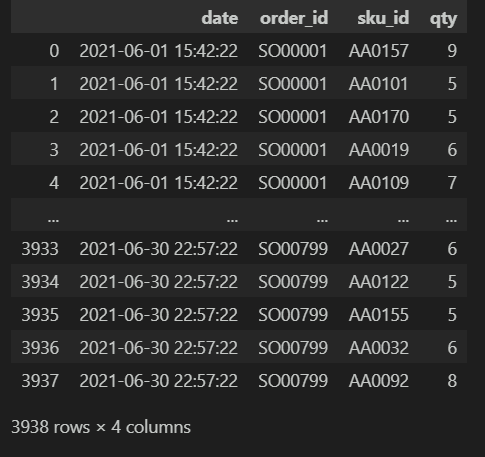 date order_id sku_id qty
0 2021-06-01 15:42:22 SO00001 AA0157 9
1 2021-06-01 15:42:22 SO00001 AA0101 5
2 2021-06-01 15:42:22 SO00001 AA0170 5
3 2021-06-01 15:42:22 SO00001 AA0019 6
4 2021-06-01 15:42:22 SO00001 AA0109 7
... ... ... ... ...
3933 2021-06-30 22:57:22 SO00799 AA0027 6
3934 2021-06-30 22:57:22 SO00799 AA0122 5
3935 2021-06-30 22:57:22 SO00799 AA0155 5
3936 2021-06-30 22:57:22 SO00799 AA0032 6
3937 2021-06-30 22:57:22 SO00799 AA0092 8
3938 rows × 4 columns